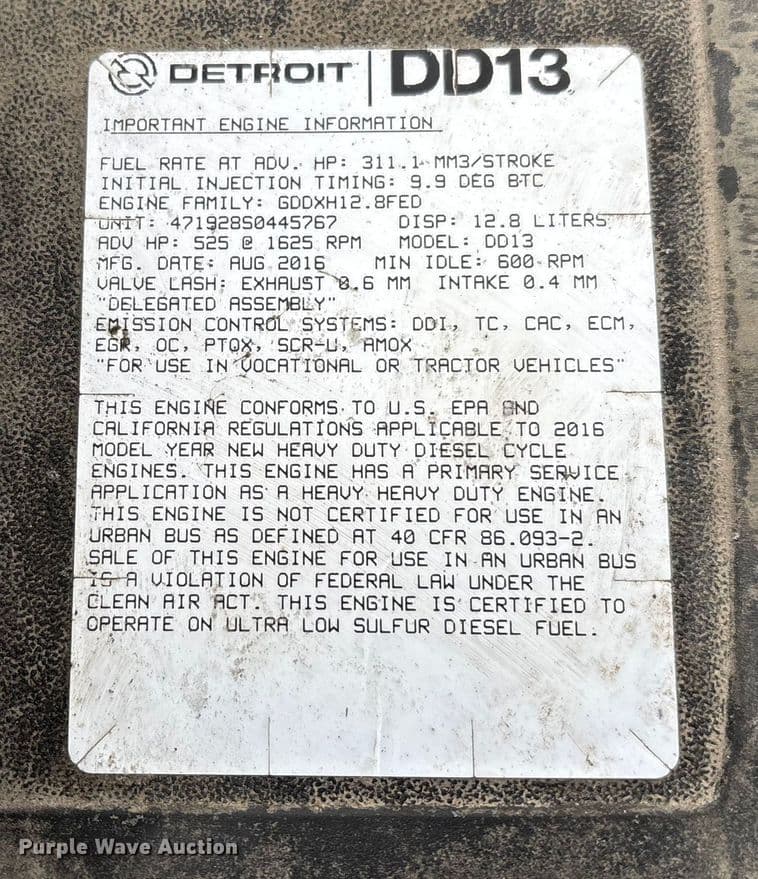 DETROIT | DD13
IMPORTANT ENGINE INFORMATION
FUEL RATE AT ADV. HP: 311.1 MM3/STROKE
INITIAL INJECTION TIMING: 9.9 DEG BTC
ENGINE FAMILY: GDDXH12.8FED
UNIT: 471928S0445767 DISP: 12.8 LITERS
ADV HP: 525 @ 1625 RPM MODEL: DD13
MFG. DATE: AUG 2016 MIN IDLE: 600 RPM
VALVE LASH: EXHAUST 0.6 MM INTAKE 0.4 MM
"DELEGATED ASSEMBLY"
EMISSION CONTROL SYSTEMS: DDI, TC, CAC, ECM,
EGR, OC, PTOX, SCR-U, AMOX
"FOR USE IN VOCATIONAL OR TRACTOR VEHICLES"
THIS ENGINE CONFORMS TO U.S. EPA AND
CALIFORNIA REGULATIONS APPLICABLE TO 2016
MODEL YEAR NEW HEAVY DUTY DIESEL CYCLE
ENGINES. THIS ENGINE HAS A PRIMARY SERVICE
APPLICATION AS A HEAVY HEAVY DUTY ENGINE.
THIS ENGINE IS NOT CERTIFIED FOR USE IN AN
URBAN BUS AS DEFINED AT 40 CFR 86.093-2.
SALE OF THIS ENGINE FOR USE IN AN URBAN BUS
IS A VIOLATION OF FEDERAL LAW UNDER THE
CLEAN AIR ACT. THIS ENGINE IS CERTIFIED TO
OPERATE ON ULTRA LOW SULFUR DIESEL FUEL.
Purple Wave Auction